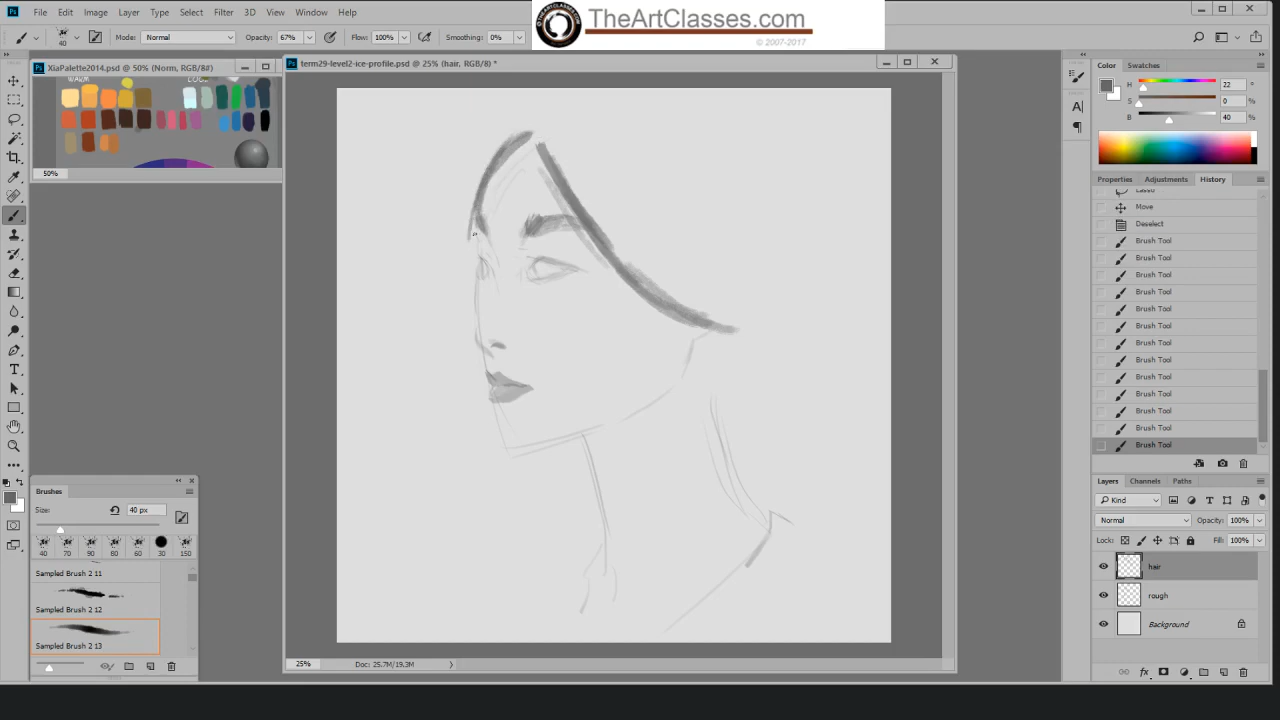 File Edit Image Layer Type Select Filter 3D View Window Help
TheArtClasses.com
© 2007-2017
40
Mode: Normal Opacity: 67% Flow: 100% Smoothing: 0%
XiaPalette2014.psd @ 50% (Norm, RGB/8#)
WARM COOL
50%
term29-level2-ice-profile.psd @ 25% (hair, RGB/8) *
25% Doc: 25.7M/19.3M
Brushes
Size: 40 px
40 70 90 80 60 30 150
Sampled Brush 2 11
Sampled Brush 2 12
Sampled Brush 2 13
Color Swatches
H 22 °
S 0 %
B 40 %
Properties Adjustments History
Lasso
Move
Deselect
Brush Tool
Brush Tool
Brush Tool
Brush Tool
Brush Tool
Brush Tool
Brush Tool
Brush Tool
Brush Tool
Brush Tool
Brush Tool
Brush Tool
Brush Tool
Layers Channels Paths
Kind
Normal Opacity: 100%
Lock: Fill: 100%
hair
rough
Background